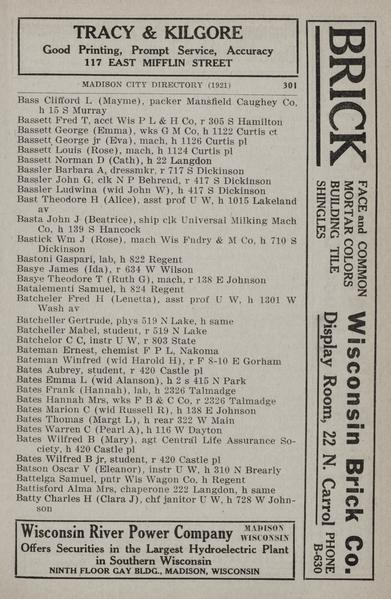 TRACY & KILGORE
Good Printing, Prompt Service, Accuracy
117 EAST MIFFLIN STREET
MADISON CITY DIRECTORY (1921) 301
Bass Clifford L (Mayme), packer Mansfield Caughey Co,
h 15 S Murray
Bassett Fred T, acct Wis P L & H Co, r 305 S Hamilton
Bassett George (Emma), wks G M Co, h 1122 Curtis ct
Bassett George jr (Eva), mach, h 1126 Curtis pl
Bassett Louis (Rose), mach, h 1124 Curtis pl
Bassett Norman D (Cath), h 22 Langdon
Bassler Barbara A, dressmkr, r 717 S Dickinson
Bassler John G, clk N P Behrend, r 417 S Dickinson
Bassler Ludwina (wid John W), h 417 S Dickinson
Bast Theodore H (Alice), asst prof U W, h 1015 Lakeland
av
Basta John J (Beatrice), ship clk Universal Milking Mach
Co, h 139 S Hancock
Bastick Wm J (Rose), mach Wis Fndry & M Co, h 710 S
Dickinson
Bastoni Gaspari, lab, h 822 Regent
Basye James (Ida), r 634 W Wilson
Basye Theodore T (Ruth G), mach, r 138 E Johnson
Batalementi Samuel, h 824 Regent
Batcheler Fred H (Lenetta), asst prof U W, h 1301 W
Wash av
Batcheller Gertrude, phys 519 N Lake, h same
Batcheller Mabel, student, r 519 N Lake
Batchelor C C, instr U W, r 803 State
Bateman Ernest, chemist F P L, Nakoma
Bateman Winifred (wid Harold H), r F 8-10 E Gorham
Bates Aubrey, student, r 420 Castle pl
Bates Emma L (wid Alanson), h 2 s 415 N Park
Bates Frank (Hannah), lab, h 2326 Talmadge
Bates Hannah Mrs, wks F B & C Co, r 2326 Talmadge
Bates Marion C (wid Russell R), h 138 E Johnson
Bates Thomas (Margt L), h rear 322 W Main
Bates Warren C (Pearl A), h 116 W Dayton
Bates Wilfred B (Mary), agt Central Life Assurance So-
ciety, h 420 Castle pl
Bates Wilfred B jr, student, r 420 Castle pl
Batson Oscar V (Eleanor), instr U W, h 310 N Brearly
Battelga Samuel, pntr Wis Wagon Co, h Regent
Battisford Alma Mrs, chaperone 222 Langdon, h same
Batty Charles H (Clara J), chf janitor U W, h 728 W John-
son
Wisconsin River Power Company MADISON
WISCONSIN
Offers Securities in the Largest Hydroelectric Plant
in Southern Wisconsin
NINTH FLOOR GAY BLDG., MADISON, WISCONSIN
BRICK
FACE and COMMON
MORTAR COLORS
BUILDING TILE
SHINGLES
Wisconsin Brick Co.
Display Room, 22 N. Carrol
PHONE
B-630